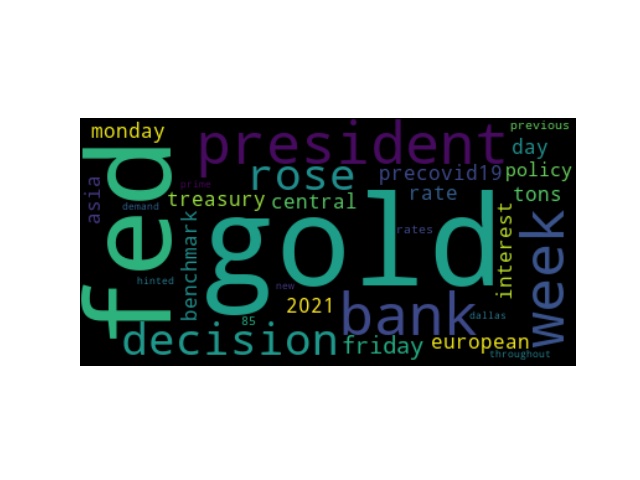 monday
president
previous
fed
asia
prime
rose
precovid19
day
policy
demand
treasury
central
rate
tons
benchmark
gold
rates
interest
week
hinted
new
2021
bank
dallas
85
decision
friday
european
throughout